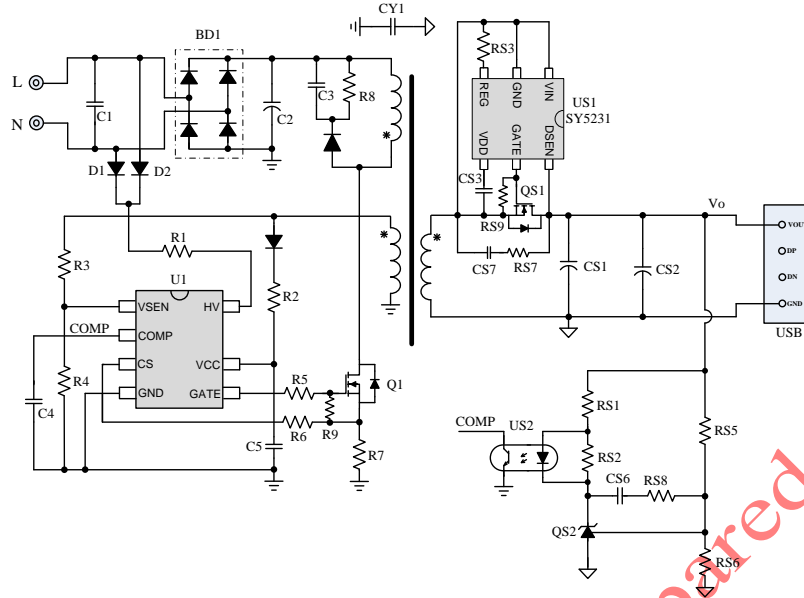 BD1
CY1
L
N
C1
C2
C3
R8
D1
D2
RS3
REG
GND
VIN
VDD
GATE
DSEN
US1
SY5231
CS3
QS1
RS9
CS7
RS7
Vo
CS1
CS2
VOUT
DP
DN
GND
USB
R1
R3
R2
U1
VSEN
HV
COMP
COMP
CS
VCC
GND
GATE
R4
C4
R5
R6
R9
C5
Q1
R7
COMP
US2
RS1
RS2
RS5
CS6
RS8
QS2
RS6
pared